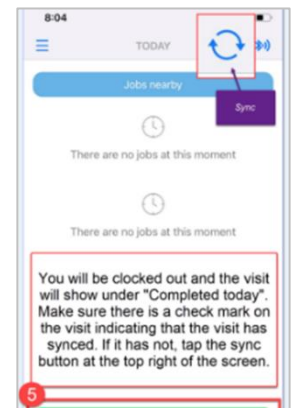 8:04
TODAY
Jobs nearby
Sync
There are no jobs at this moment
There are no jobs at this moment
You will be clocked out and the visit
will show under "Completed today".
Make sure there is a check mark on
the visit indicating that the visit has
synced. If it has not, tap the sync
button at the top right of the screen.
5